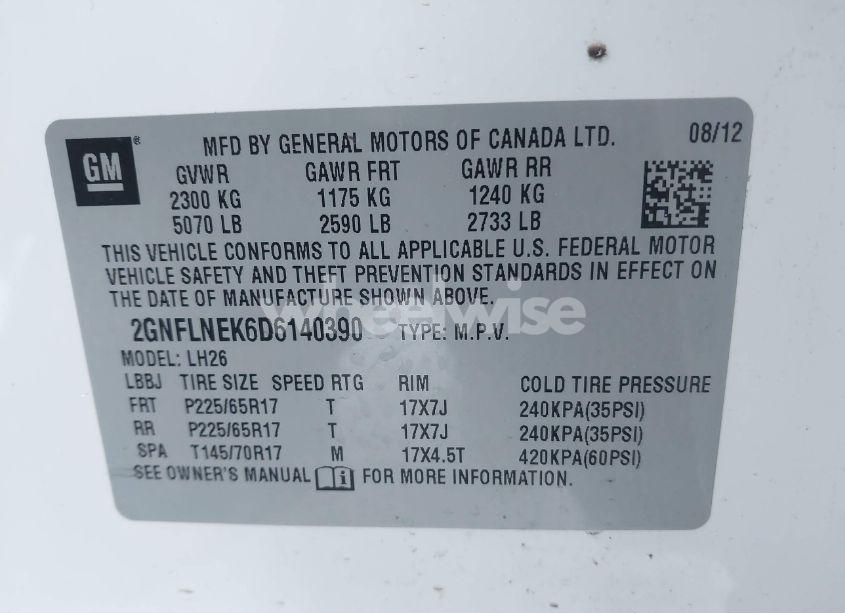 GM®
MFD BY GENERAL MOTORS OF CANADA LTD. 08/12
GVWR GAWR FRT GAWR RR
2300 KG 1175 KG 1240 KG
5070 LB 2590 LB 2733 LB
THIS VEHICLE CONFORMS TO ALL APPLICABLE U.S. FEDERAL MOTOR
VEHICLE SAFETY AND THEFT PREVENTION STANDARDS IN EFFECT ON
THE DATE OF MANUFACTURE SHOWN ABOVE.
wheelwise
2GNFLNEK6D6140390 TYPE: M.P.V.
MODEL: LH26
LBBJ TIRE SIZE SPEED RTG RIM COLD TIRE PRESSURE
FRT P225/65R17 T 17X7J 240KPA(35PSI)
RR P225/65R17 T 17X7J 240KPA(35PSI)
SPA T145/70R17 M 17X4.5T 420KPA(60PSI)
SEE OWNER'S MANUAL i FOR MORE INFORMATION.